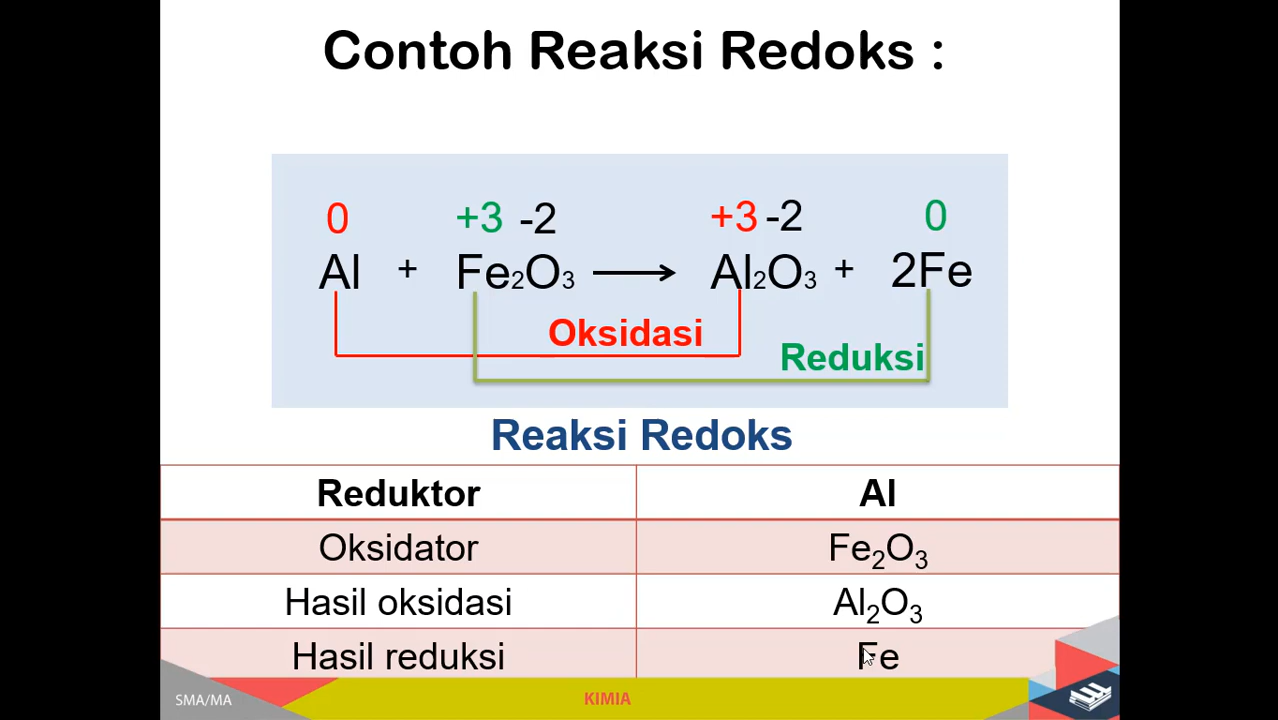 Contoh Reaksi Redoks :
0 +3 -2 +3 -2 0
Al + Fe₂O₃ ⟶ Al₂O₃ + 2Fe
Oksidasi
Reduksi
Reaksi Redoks
Reduktor Al
Oksidator Fe₂O₃
Hasil oksidasi Al₂O₃
Hasil reduksi Fe
SMA/MA KIMIA